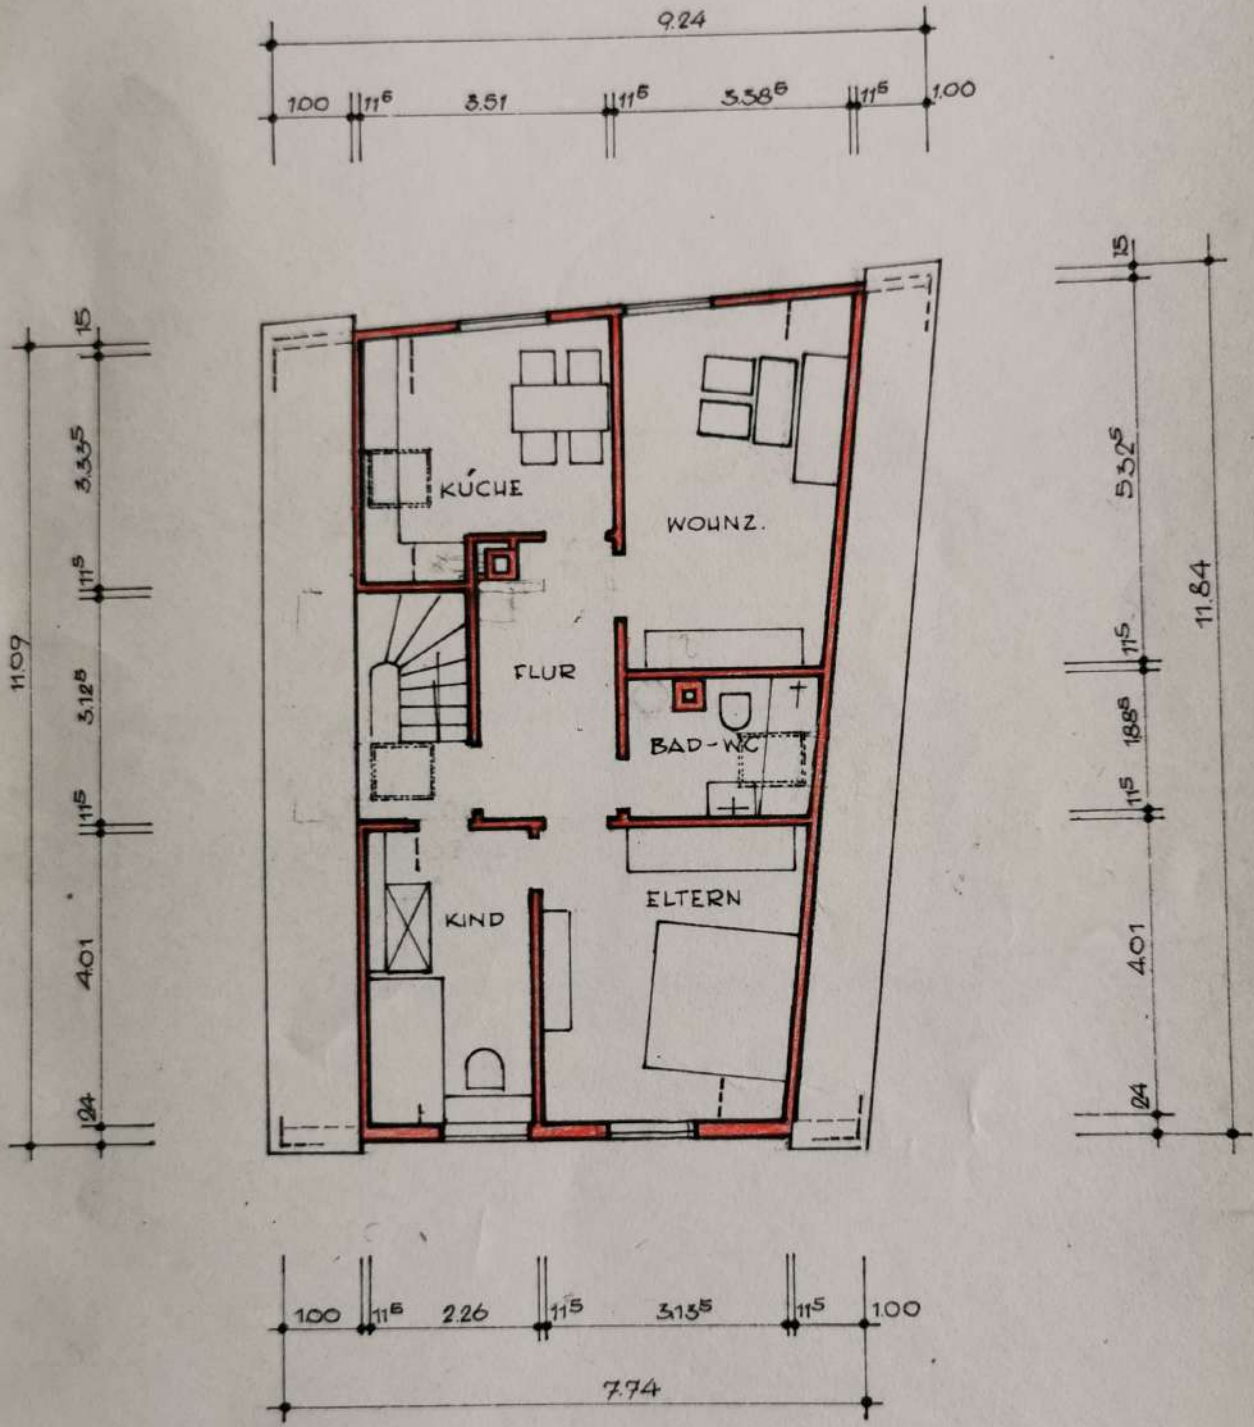 9.24
1.00 11⁵ 3.51 11⁵ 3.38⁵ 11⁵ 1.00
15
15
3.33⁵
5.32⁵
KÜCHE
WOHNZ.
11⁵
11.84
11.09
11⁵
FLUR
3.12⁵
1.88⁵
BAD-WC
11⁵
11⁵
KIND
ELTERN
4.01
4.01
24
24
1.00 11⁵ 2.26 11⁵ 3.13⁵ 11⁵ 1.00
7.74